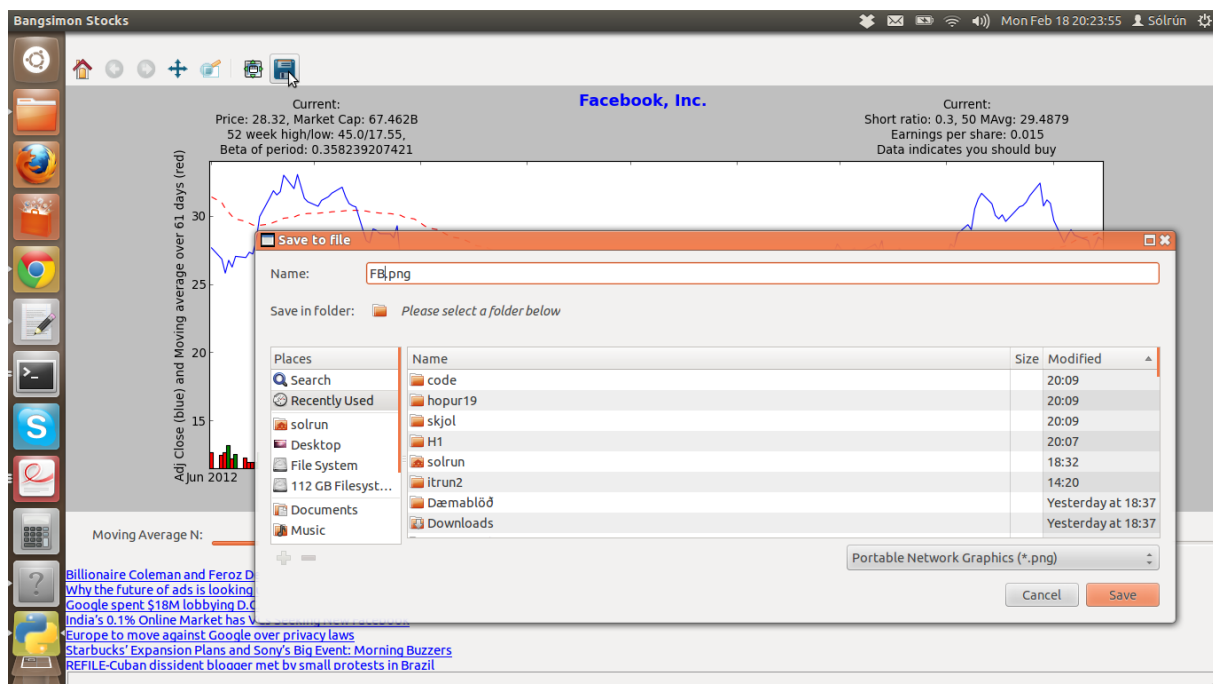 Bangsimon Stocks
Mon Feb 18 20:23:55 Sólrún
Facebook, Inc.
Current:
Price: 28.32, Market Cap: 67.462B
52 week high/low: 45.0/17.55,
Beta of period: 0.358239207421
Current:
Short ratio: 0.3, 50 MAvg: 29.4879
Earnings per share: 0.015
Data indicates you should buy
Adj Close (blue) and Moving average over 61 days (red)
30
25
20
15
Jun 2012
Save to file
Name: FB.png
Save in folder: Please select a folder below
Places
Search
Recently Used
solrun
Desktop
File System
112 GB Filesyst...
Documents
Music
Name Size Modified
code 20:09
hopur19 20:09
skjol 20:09
H1 20:07
solrun 18:32
itrun2 14:20
Dæmablöð Yesterday at 18:37
Downloads Yesterday at 18:37
Portable Network Graphics (*.png)
Cancel Save
Moving Average N:
Billionaire Coleman and Feroz D
Why the future of ads is looking
Google spent $18M lobbying D.C
India's 0.1% Online Market has
Europe to move against Google over privacy laws
Starbucks' Expansion Plans and Sony's Big Event: Morning Buzzers
REFILE-Cuban dissident blogger met by small protests in Brazil